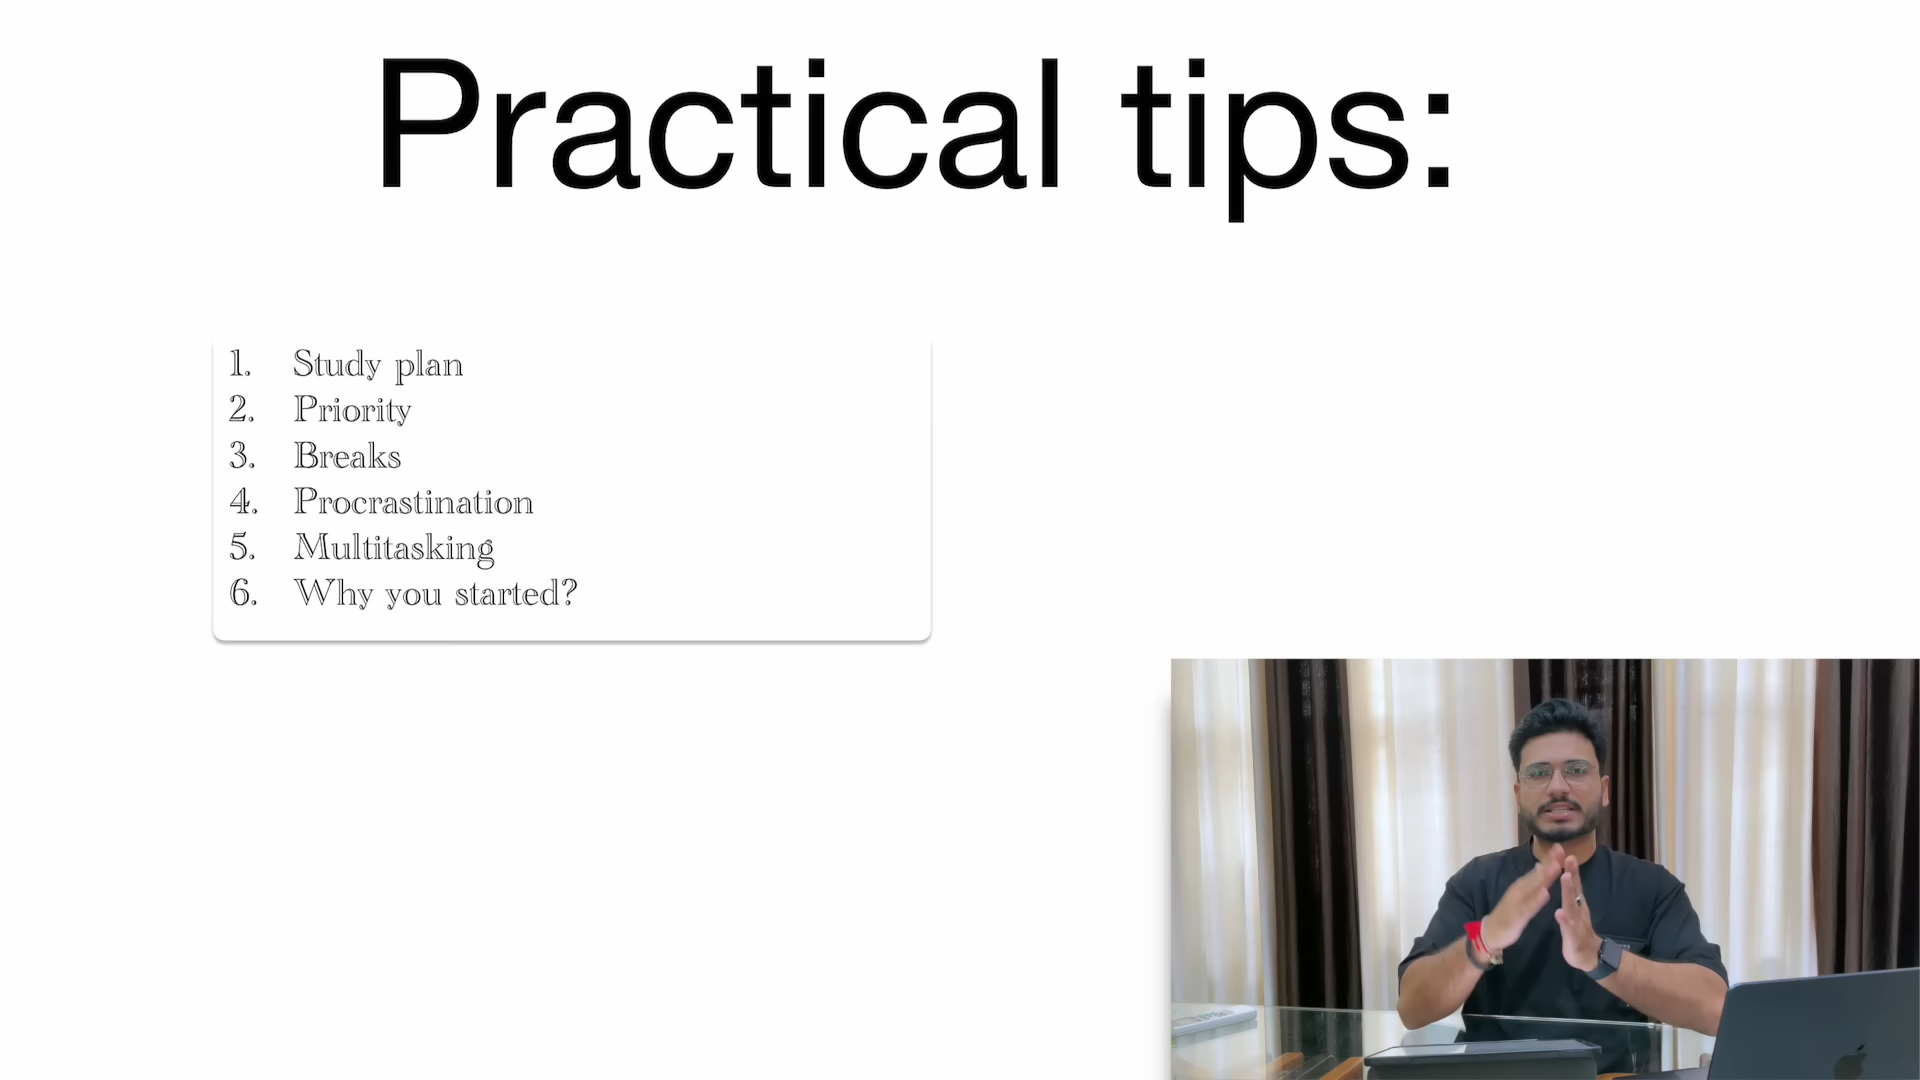 Practical tips:
1. Study plan
2. Priority
3. Breaks
4. Procrastination
5. Multitasking
6. Why you started?